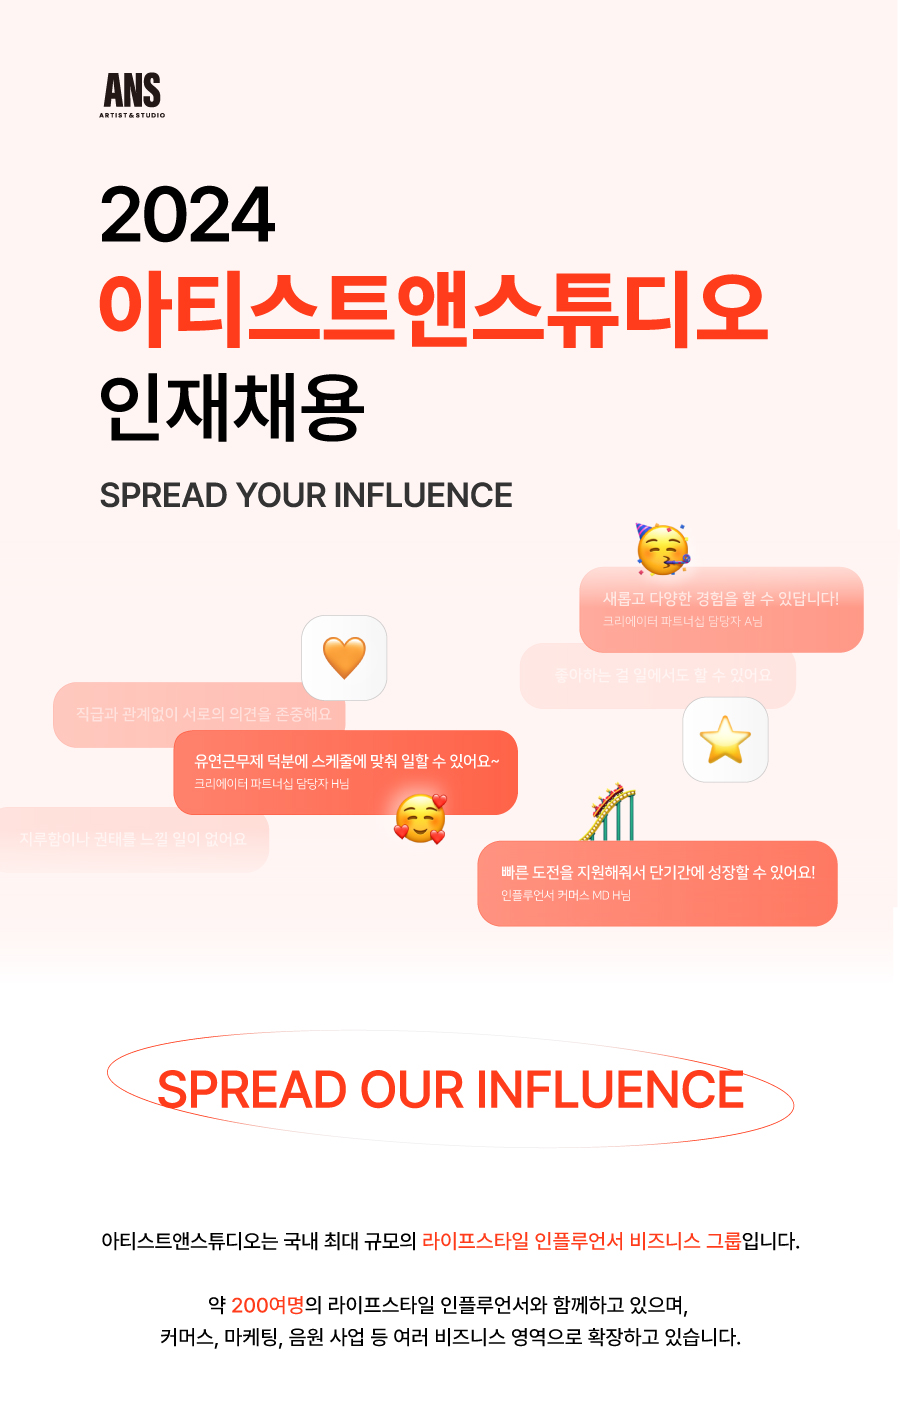 ANS
ARTIST&STUDIO
2024
아티스트앤스튜디오
인재채용
SPREAD YOUR INFLUENCE
새롭고 다양한 경험을 할 수 있답니다!
크리에이터 파트너십 담당자 A님
좋아하는 걸 일에서도 할 수 있어요
직급과 관계없이 서로의 의견을 존중해요
유연근무제 덕분에 스케줄에 맞춰 일할 수 있어요~
크리에이터 파트너십 담당자 H님
지루함이나 권태를 느낄 일이 없어요
빠른 도전을 지원해줘서 단기간에 성장할 수 있어요!
인플루언서 커머스 MD H님
SPREAD OUR INFLUENCE
아티스트앤스튜디오는 국내 최대 규모의 라이프스타일 인플루언서 비즈니스 그룹입니다.
약 200여명의 라이프스타일 인플루언서와 함께하고 있으며,
커머스, 마케팅, 음원 사업 등 여러 비즈니스 영역으로 확장하고 있습니다.